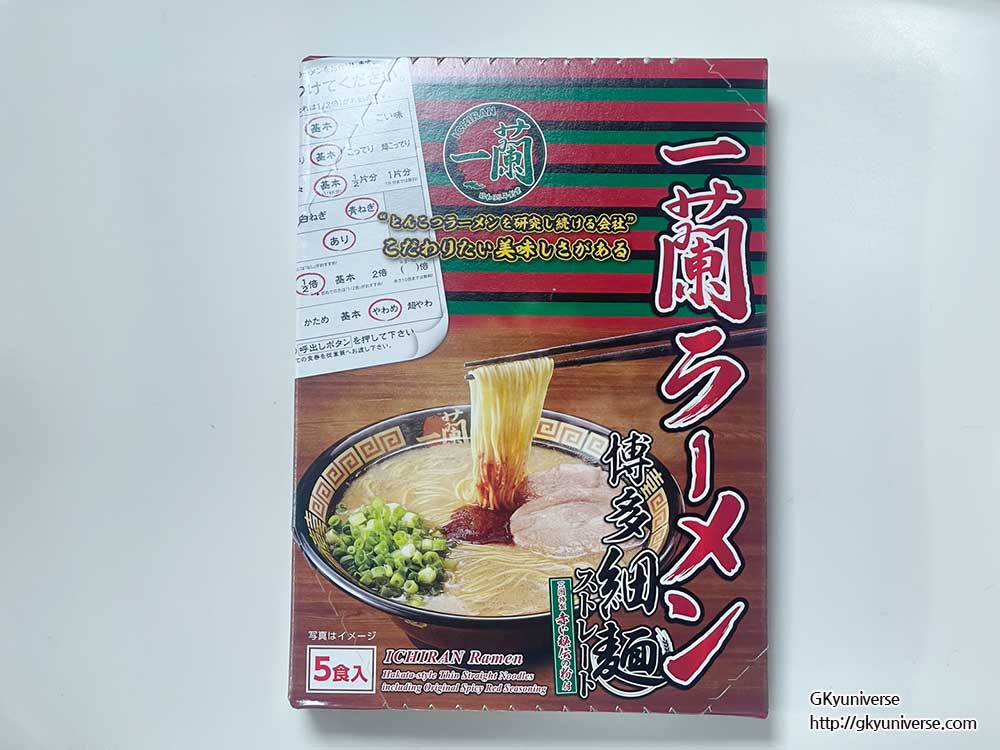 つけてください。
基本 こい味
基本 こってり 超こってり
基本 1/2片分 1片分
白ねぎ 青ねぎ
あり
1/2倍 基本 2倍 ( )倍
かため 基本 やわめ 超やわ
呼出しボタンを押して下さい
ICHIRAN
一蘭
“とんこつラーメンを研究し続ける会社”
こだわりたい美味しさがある
一蘭ラーメン
博多細麺
ストレート
赤い秘伝の粉付
一蘭
写真はイメージ
5食入
ICHIRAN Ramen
Hakata-style Thin Straight Noodles
including Original Spicy Red Seasoning
GKyuniverse
http://gkyuniverse.com